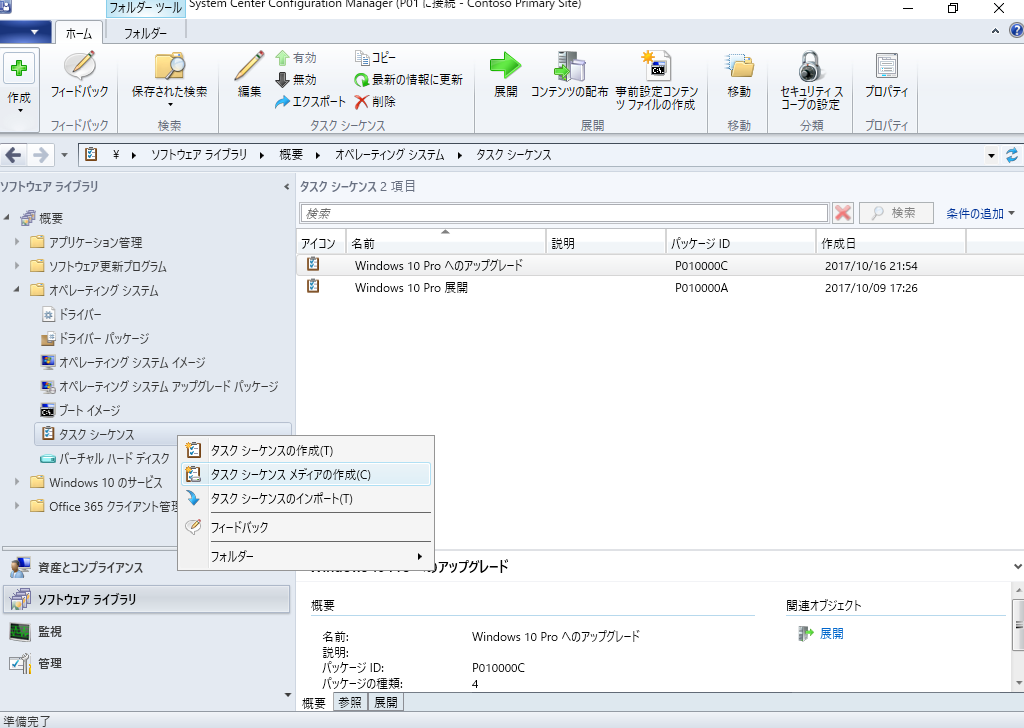 フォルダー ツール
System Center Configuration Manager (P01 に接続 - Contoso Primary Site)
ホーム
フォルダー
作成
フィードバック
フィードバック
保存された検索
検索
編集
有効
無効
エクスポート
コピー
最新の情報に更新
削除
タスク シーケンス
展開
コンテンツの配布
事前設定コンテン
ツ ファイルの作成
展開
移動
移動
セキュリティ ス
コープの設定
分類
プロパティ
プロパティ
¥ ソフトウェア ライブラリ 概要 オペレーティング システム タスク シーケンス
ソフトウェア ライブラリ
概要
アプリケーション管理
ソフトウェア更新プログラム
オペレーティング システム
ドライバー
ドライバー パッケージ
オペレーティング システム イメージ
オペレーティング システム アップグレード パッケージ
ブート イメージ
タスク シーケンス
バーチャル ハード ディスク
Windows 10 のサービス
Office 365 クライアント管理
資産とコンプライアンス
ソフトウェア ライブラリ
監視
管理
タスク シーケンス 2 項目
検索
検索
条件の追加
アイコン 名前 説明 パッケージ ID 作成日
Windows 10 Pro へのアップグレード P010000C 2017/10/16 21:54
Windows 10 Pro 展開 P010000A 2017/10/09 17:26
タスク シーケンスの作成(T)
タスク シーケンス メディアの作成(C)
タスク シーケンスのインポート(T)
フィードバック
フォルダー
Windows 10 Pro へのアップグレード
概要
名前: Windows 10 Pro へのアップグレード
説明:
パッケージ ID: P010000C
パッケージの種類: 4
関連オブジェクト
展開
概要 参照 展開
準備完了